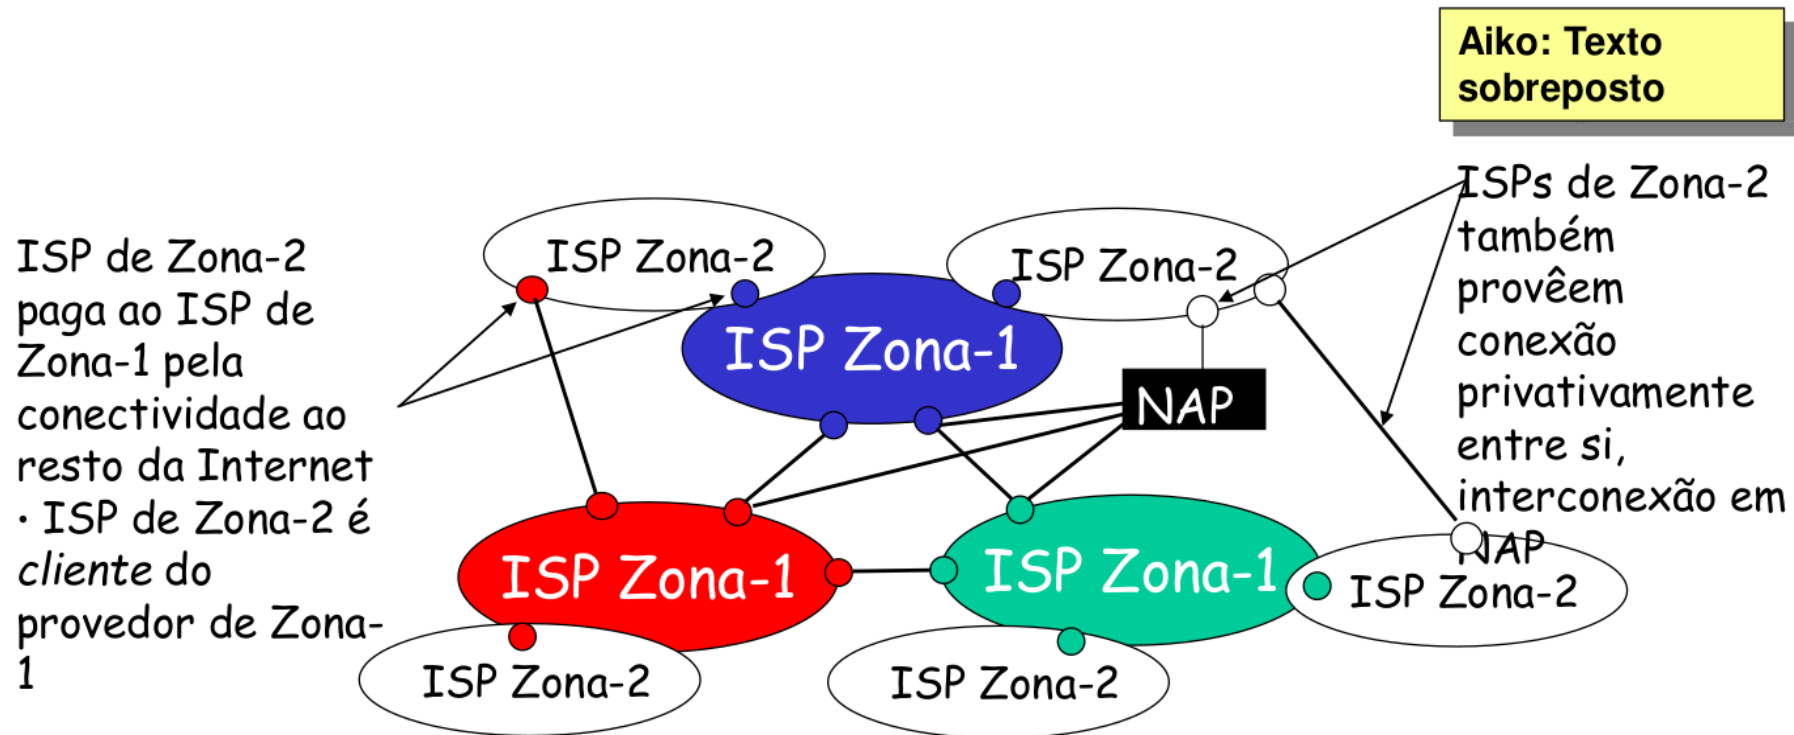 Aiko: Texto
sobreposto
ISP de Zona-2
paga ao ISP de
Zona-1 pela
conectividade ao
resto da Internet
· ISP de Zona-2 é
cliente do
provedor de Zona-
1
ISP Zona-2
ISP Zona-2
ISP Zona-1
NAP
ISP Zona-1
ISP Zona-1
ISP Zona-2
ISP Zona-2
ISP Zona-2
ISPs de Zona-2
também
provêem
conexão
privativamente
entre si,
interconexão em
NAP